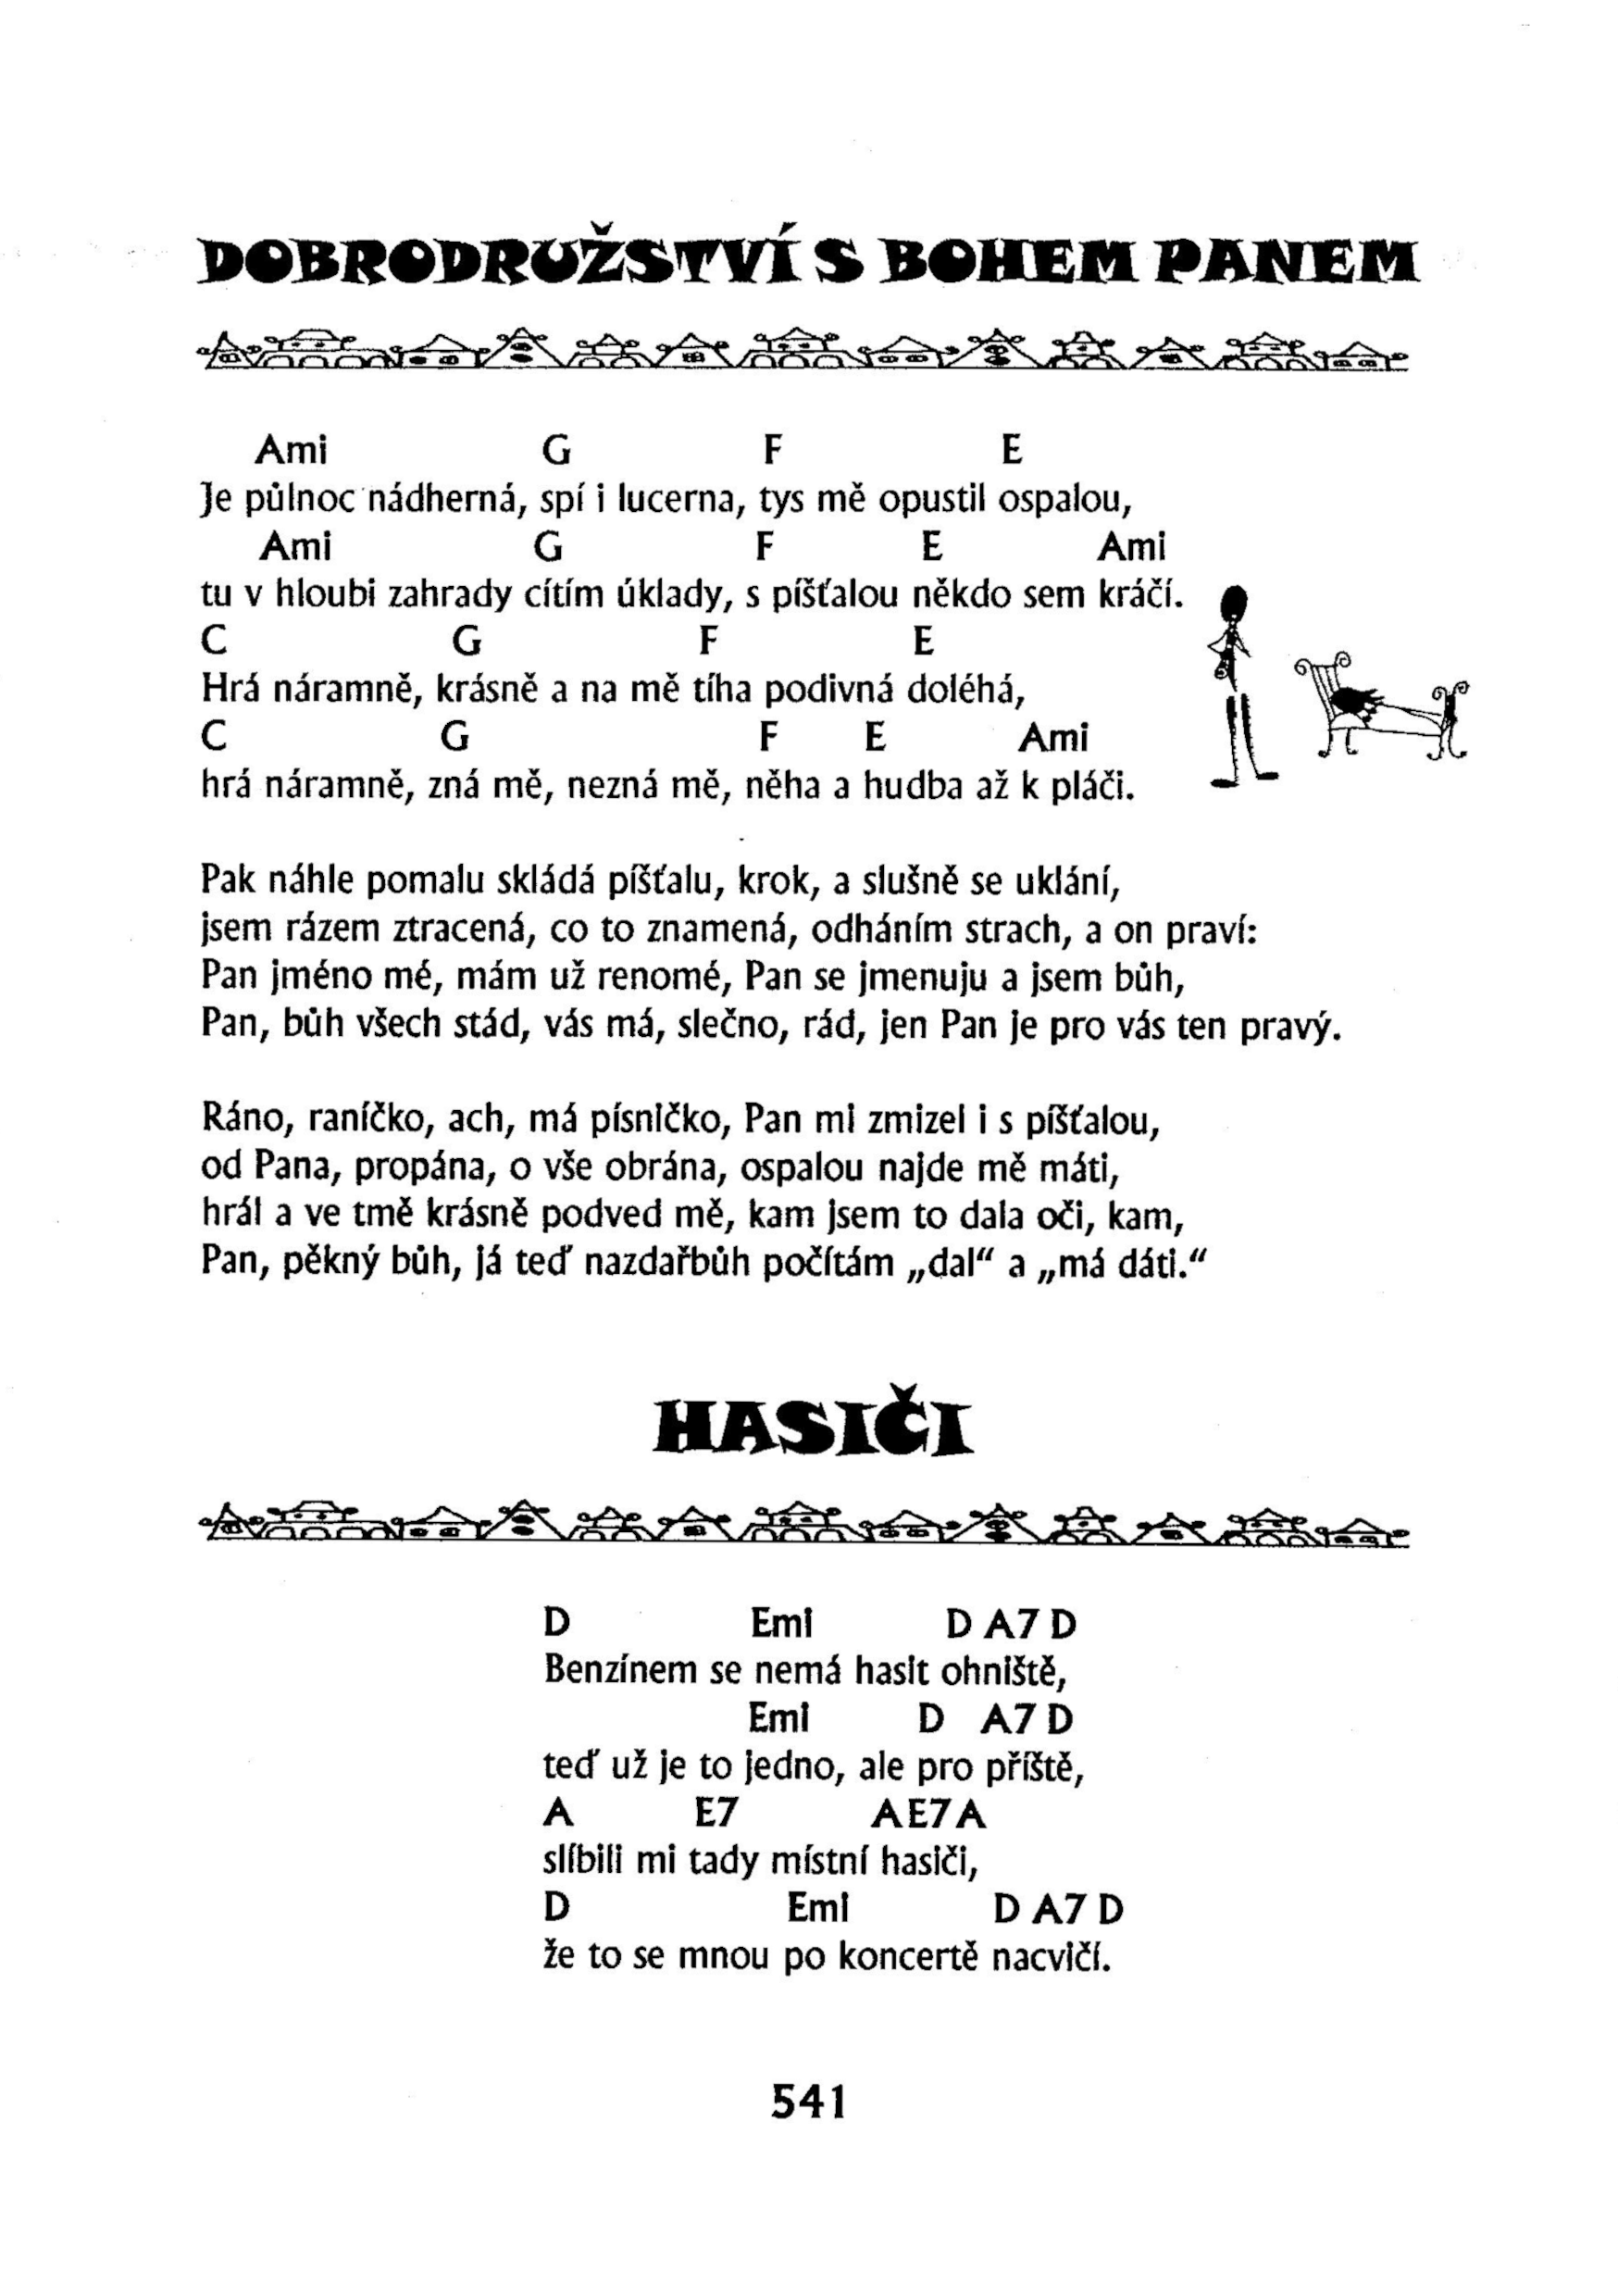 DOBRODRUŽSTVÍ S BOHEM PANEM
Ami G F E
Je půlnoc nádherná, spí i lucerna, tys mě opustil ospalou,
Ami G F E Ami
tu v hloubi zahrady cítím úklady, s píšťalou někdo sem kráčí.
C G F E
Hrá náramně, krásně a na mě tíha podivná doléhá,
C G F E Ami
hrá náramně, zná mě, nezná mě, něha a hudba až k pláči.
Pak náhle pomalu skládá píšťalu, krok, a slušně se uklání,
jsem rázem ztracená, co to znamená, odháním strach, a on praví:
Pan jméno mé, mám už renomé, Pan se jmenuju a jsem bůh,
Pan, bůh všech stád, vás má, slečno, rád, jen Pan je pro vás ten pravý.
Ráno, raníčko, ach, má písničko, Pan mi zmizel i s píšťalou,
od Pana, propána, o vše obrána, ospalou najde mě máti,
hrál a ve tmě krásně podved mě, kam jsem to dala oči, kam,
Pan, pěkný bůh, já teď nazdařbůh počítám „dal“ a „má dáti.“
HASIČI
D Emi D A7 D
Benzínem se nemá hasit ohniště,
Emi D A7 D
teď už je to jedno, ale pro příště,
A E7 A E7 A
slíbili mi tady místní hasiči,
D Emi D A7 D
že to se mnou po koncertě nacvičí.
541